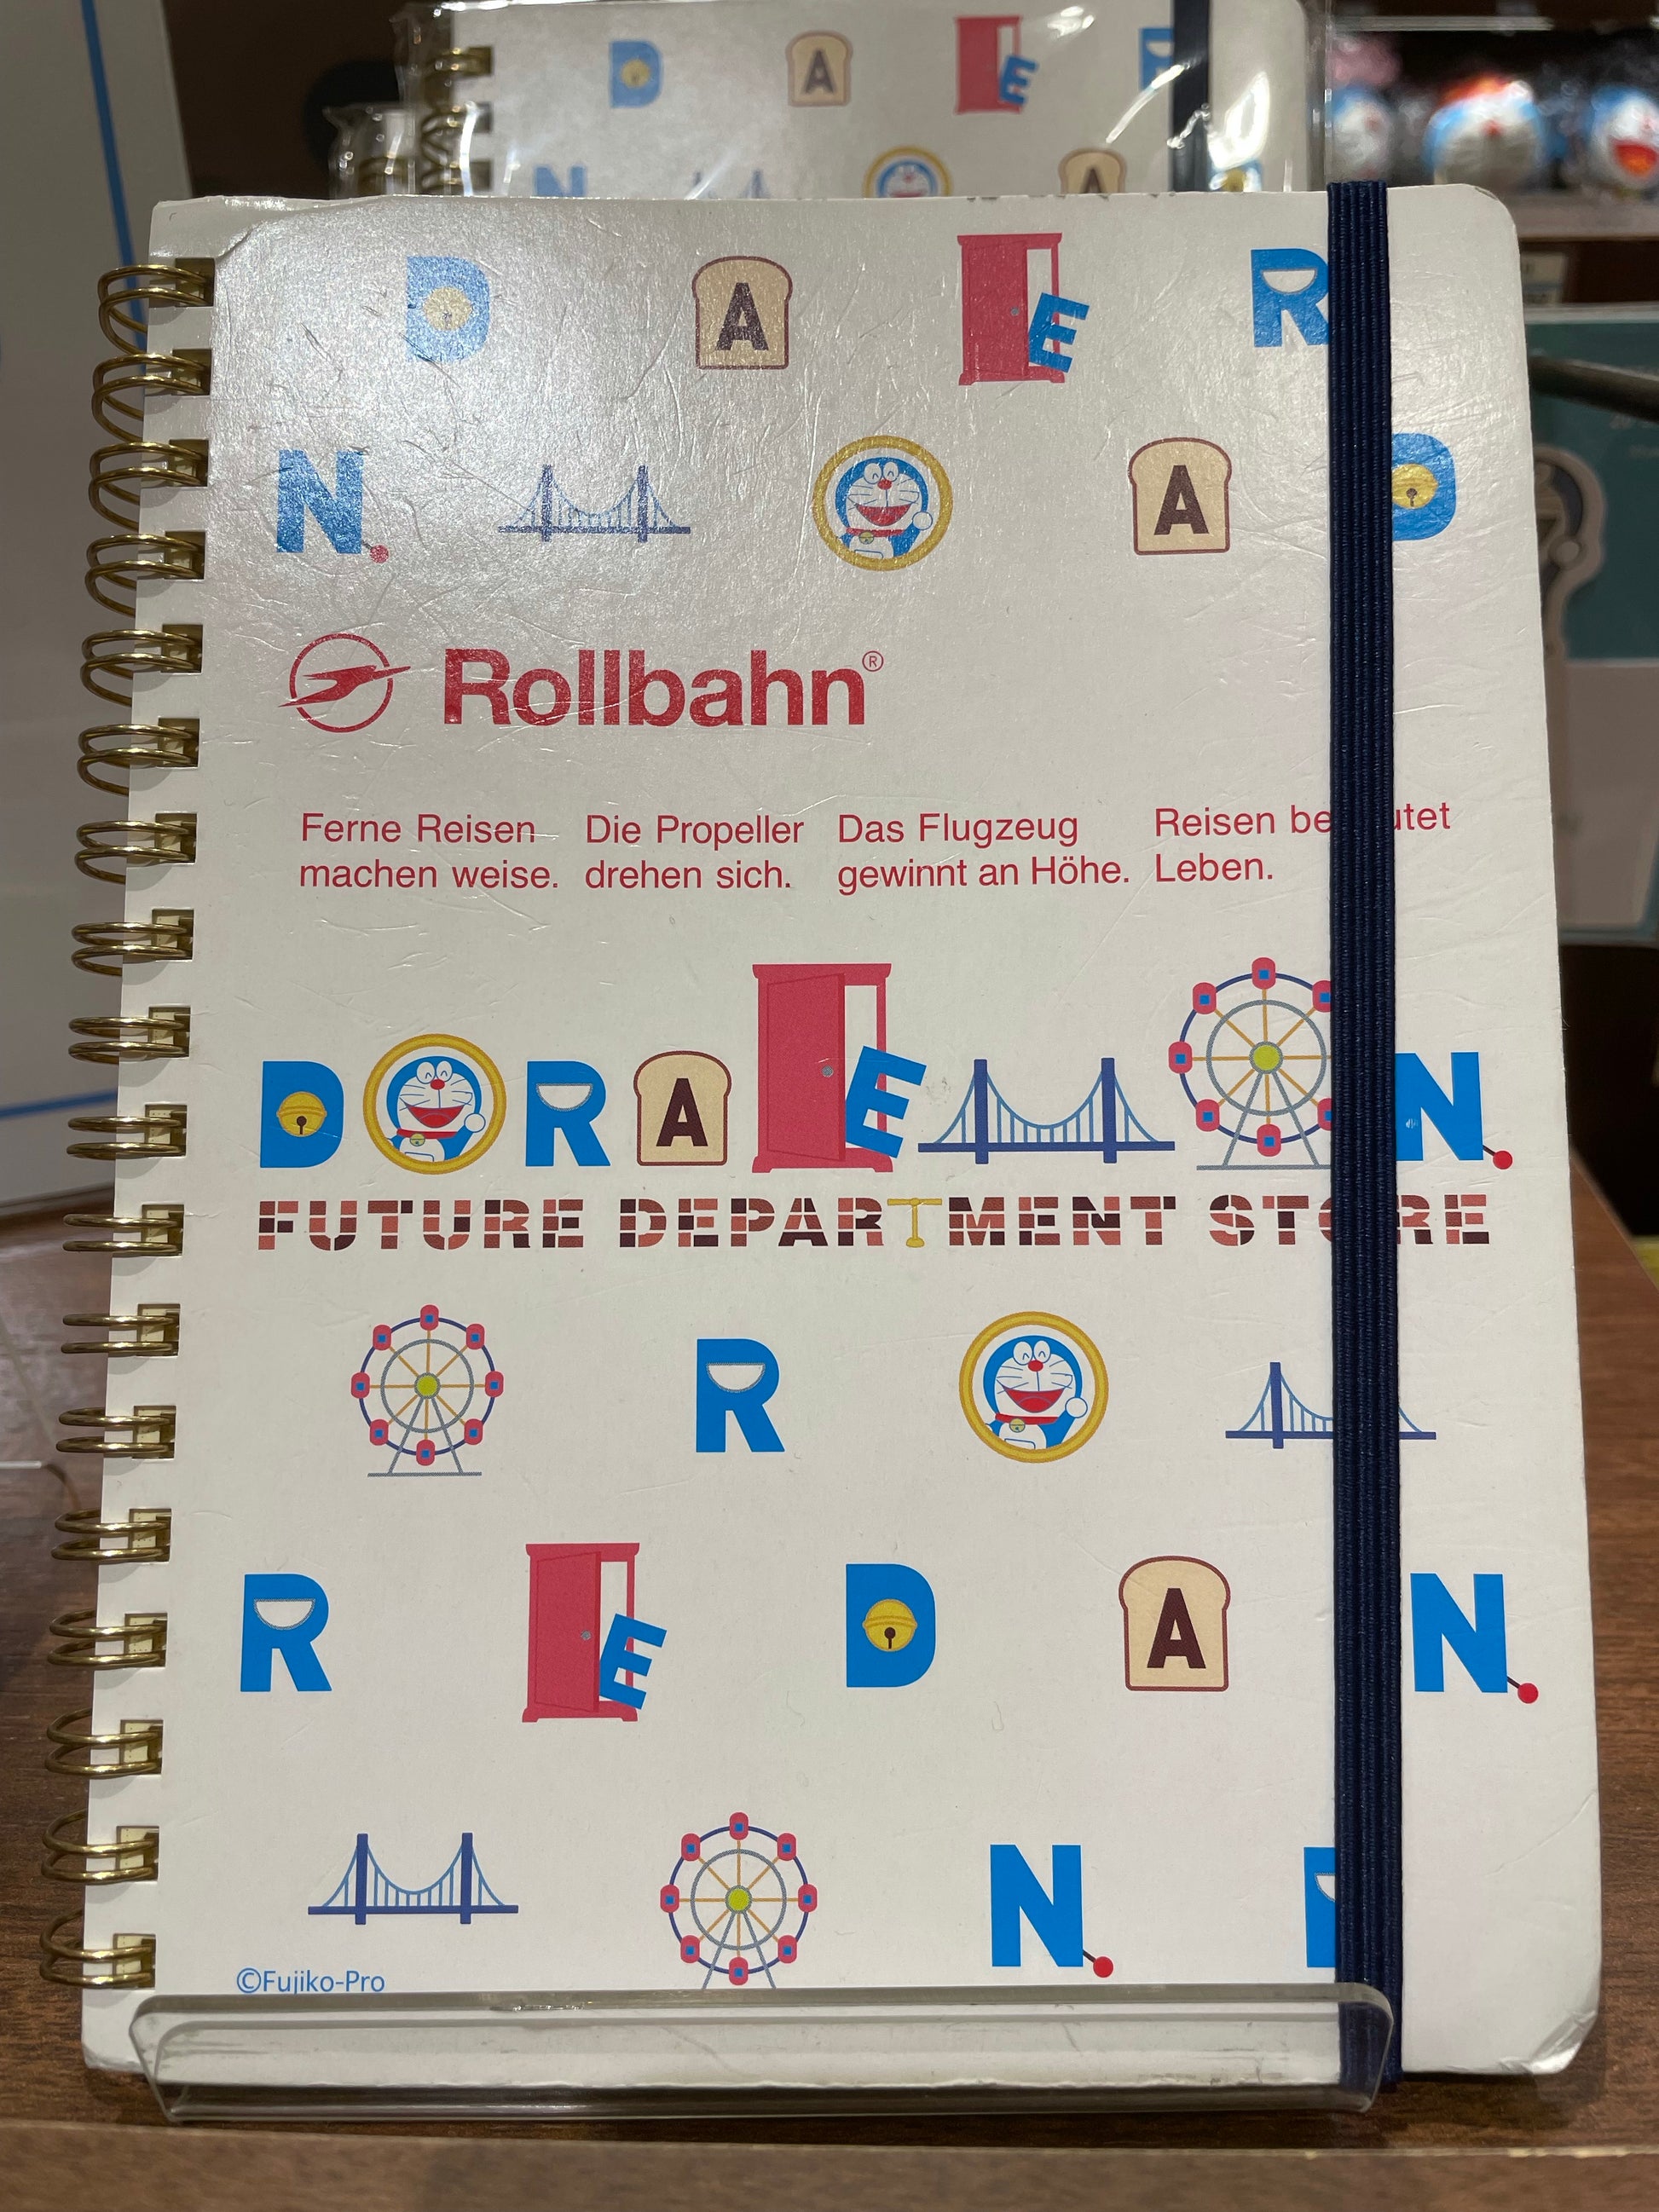 D A E
N A
D A E R
N A D
Rollbahn®
Ferne Reisen
machen weise.
Die Propeller
drehen sich.
Das Flugzeug
gewinnt an Höhe.
Reisen bedeutet
Leben.
DORAEMON
FUTURE DEPARTMENT STORE
R
R E D A N
N
©Fujiko-Pro